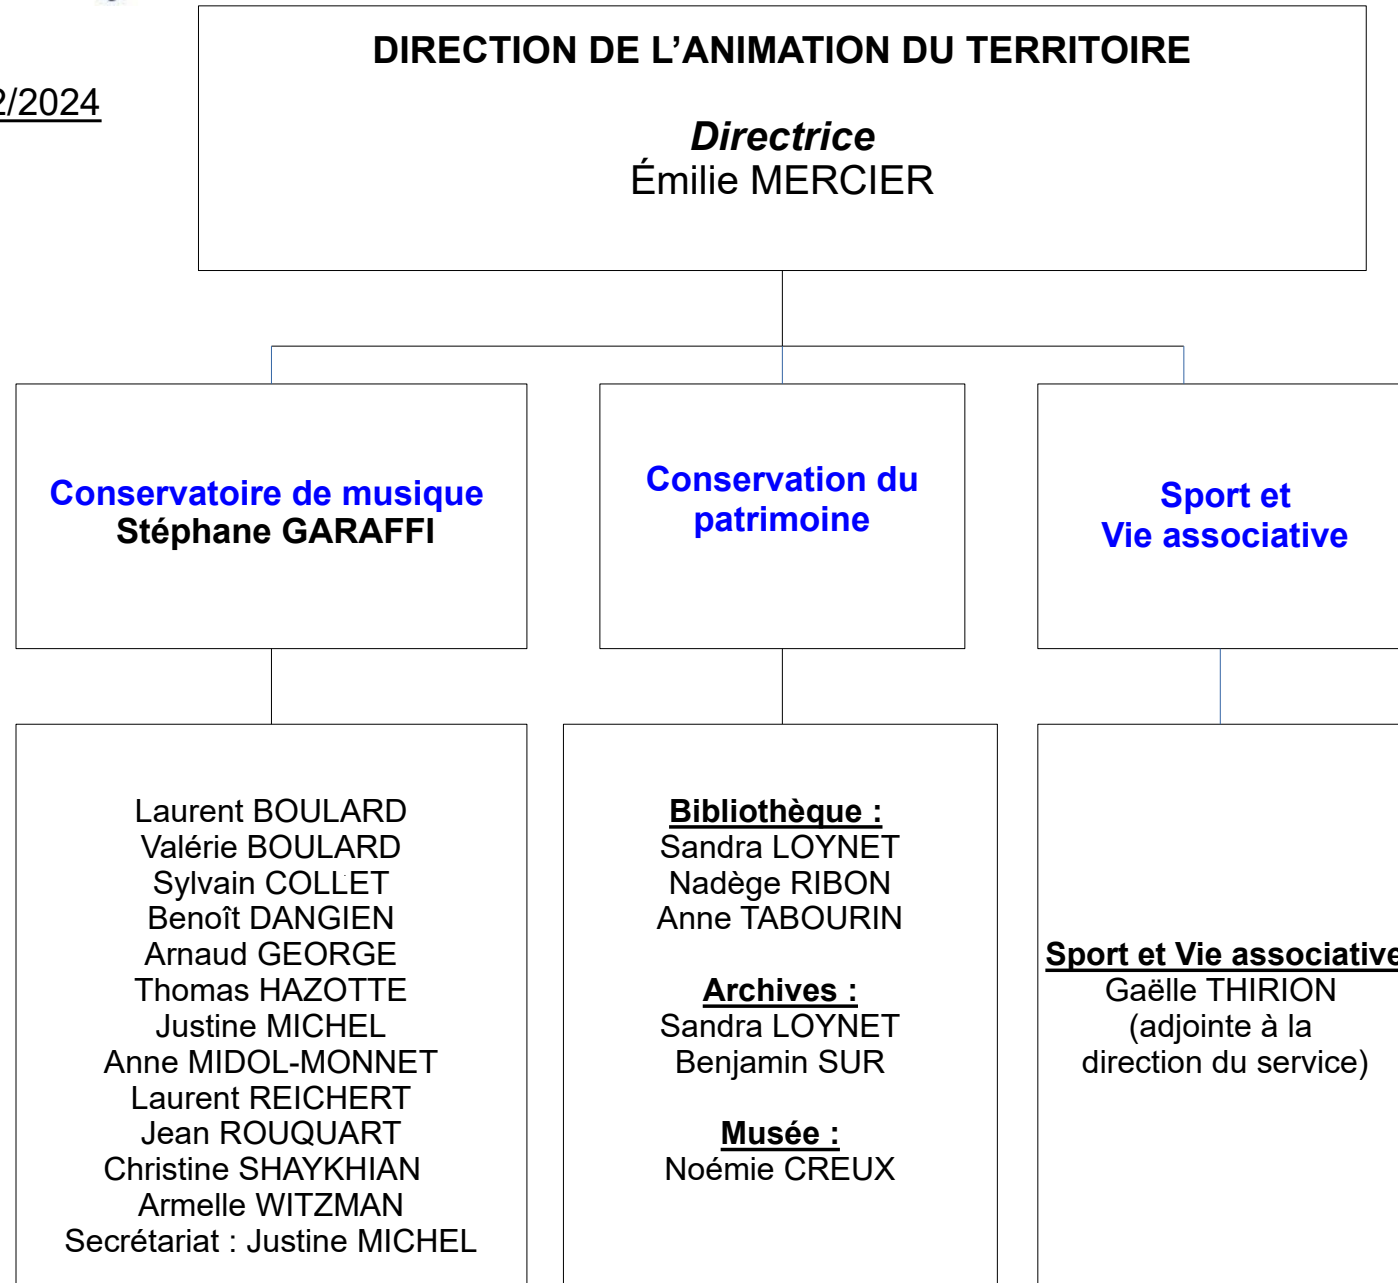 DIRECTION DE L’ANIMATION DU TERRITOIRE
2/2024
Directrice
Émilie MERCIER
Conservatoire de musique
Stéphane GARAFFI
Conservation du
patrimoine
Sport et
Vie associative
Laurent BOULARD
Valérie BOULARD
Sylvain COLLET
Benoît DANGIEN
Arnaud GEORGE
Thomas HAZOTTE
Justine MICHEL
Anne MIDOL-MONNET
Laurent REICHERT
Jean ROUQUART
Christine SHAYKHIAN
Armelle WITZMAN
Secrétariat : Justine MICHEL
Bibliothèque :
Sandra LOYNET
Nadège RIBON
Anne TABOURIN
Archives :
Sandra LOYNET
Benjamin SUR
Musée :
Noémie CREUX
Sport et Vie associative
Gaëlle THIRION
(adjointe à la
direction du service)